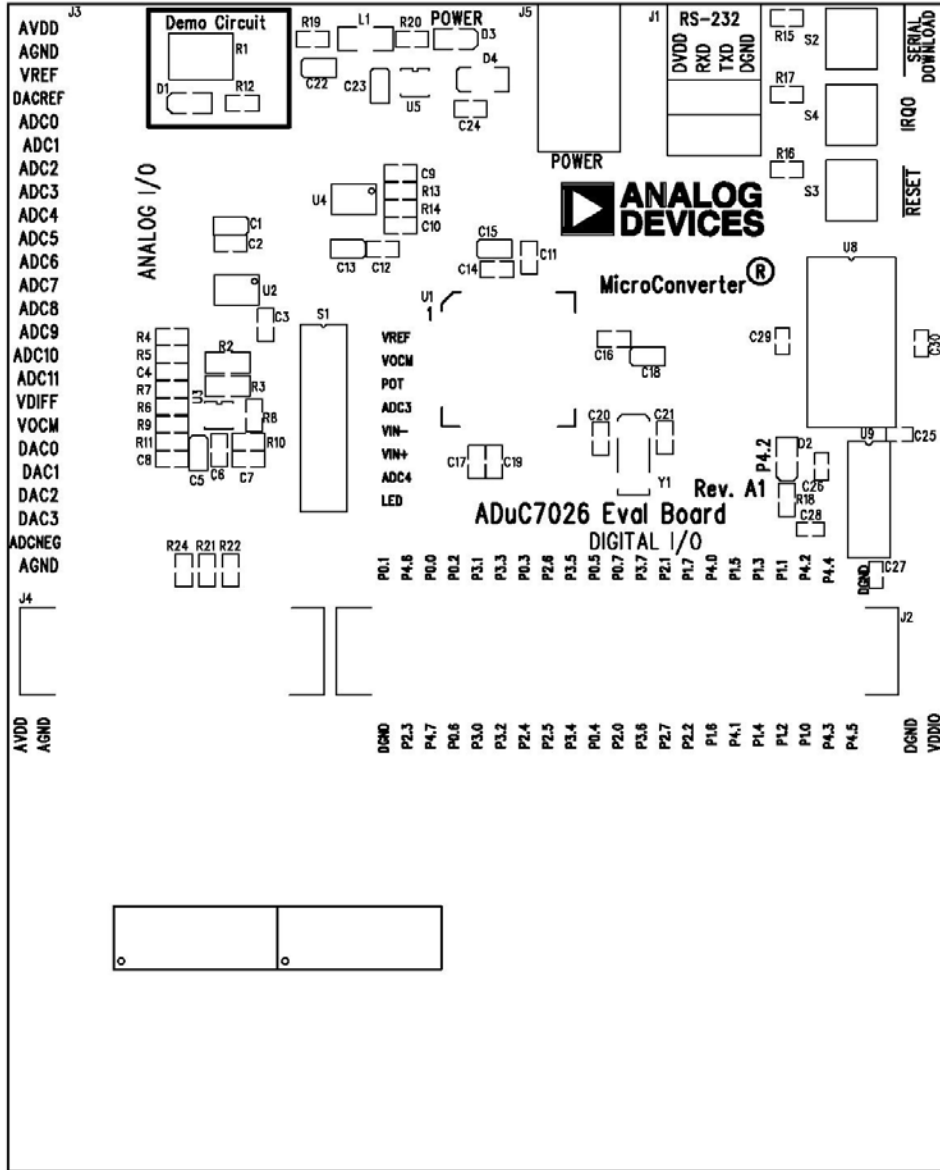 J3
AVDD
AGND
VREF
DACREF
ADC0
ADC1
ADC2
ADC3
ADC4
ADC5
ADC6
ADC7
ADC8
ADC9
ADC10
ADC11
VDIFF
VOCM
DAC0
DAC1
DAC2
DAC3
ADCNEG
AGND
Demo Circuit
R1
D1
R12
R19
L1
R20
POWER
D3
C22
C23
U5
D4
C24
J5
POWER
J1
RS-232
DVDD
RXD
TXD
DGND
R15
S2
SERIAL
DOWNLOAD
R17
S4
IRQ0
R16
S3
RESET
ANALOG I/O
U4
C9
R13
R14
C10
C1
C2
C13
C12
C15
C14
C11
ANALOG
DEVICES
MicroConverter®
U2
C3
S1
U1
1
VREF
VOCM
POT
ADC3
VIN-
VIN+
ADC4
LED
R4
R5
C4
R7
R6
R9
R11
C8
R2
R3
U3
R8
R10
C5
C6
C7
C16
C18
C20
C21
C17
C19
Y1
U8
C29
C30
U9
C25
P4.2
D2
R18
C26
C28
C27
Rev. A1
ADuC7026 Eval Board
DIGITAL I/O
R24
R21
R22
P0.1
P4.6
P0.0
P0.2
P3.1
P3.3
P0.3
P2.6
P3.5
P0.5
P0.7
P3.7
P2.1
P1.7
P4.0
P1.5
P1.3
P1.1
P4.2
P4.4
DGND
J4
J2
AVDD
AGND
DGND
P2.3
P4.7
P0.6
P3.0
P3.2
P2.4
P2.5
P3.4
P0.4
P2.0
P3.6
P2.7
P2.2
P1.6
P4.1
P1.4
P1.2
P1.0
P4.3
P4.5
DGND
VDDIO